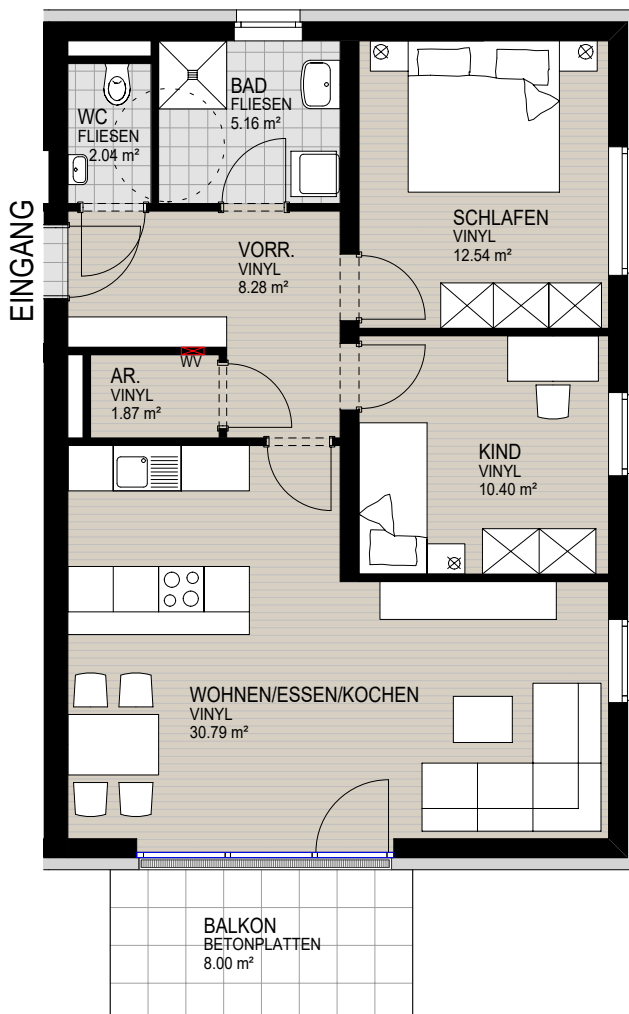 BAD
FLIESEN
5.16 m²
WC
FLIESEN
2.04 m²
EINGANG
SCHLAFEN
VINYL
12.54 m²
VORR.
VINYL
8.28 m²
WV
AR.
VINYL
1.87 m²
KIND
VINYL
10.40 m²
WOHNEN/ESSEN/KOCHEN
VINYL
30.79 m²
BALKON
BETONPLATTEN
8.00 m²